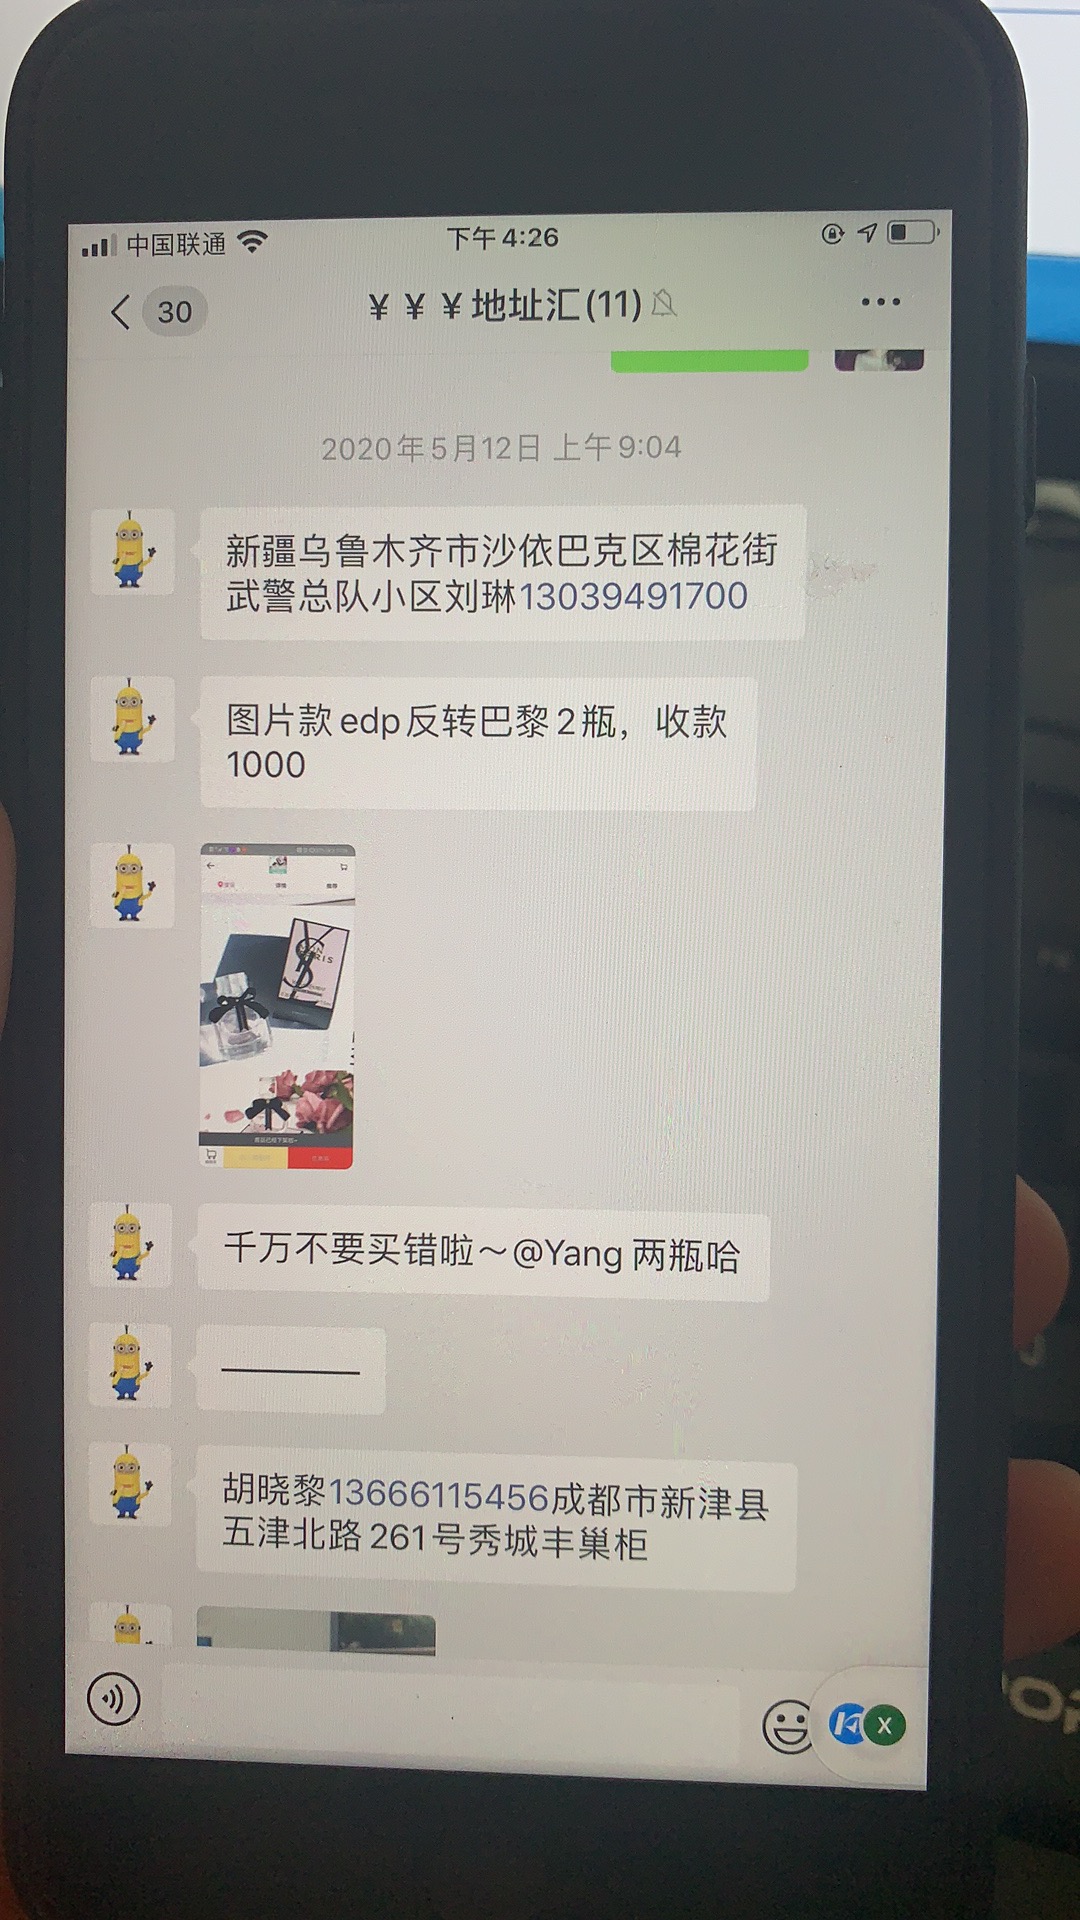 中国联通
下午 4:26
30
￥￥￥地址汇(11)
2020年5月12日 上午9:04
新疆乌鲁木齐市沙依巴克区棉花街
武警总队小区刘琳13039491700
图片款edp反转巴黎2瓶，收款
1000
千万不要买错啦～@Yang 两瓶哈
胡晓黎13666115456成都市新津县
五津北路261号秀城丰巢柜
X